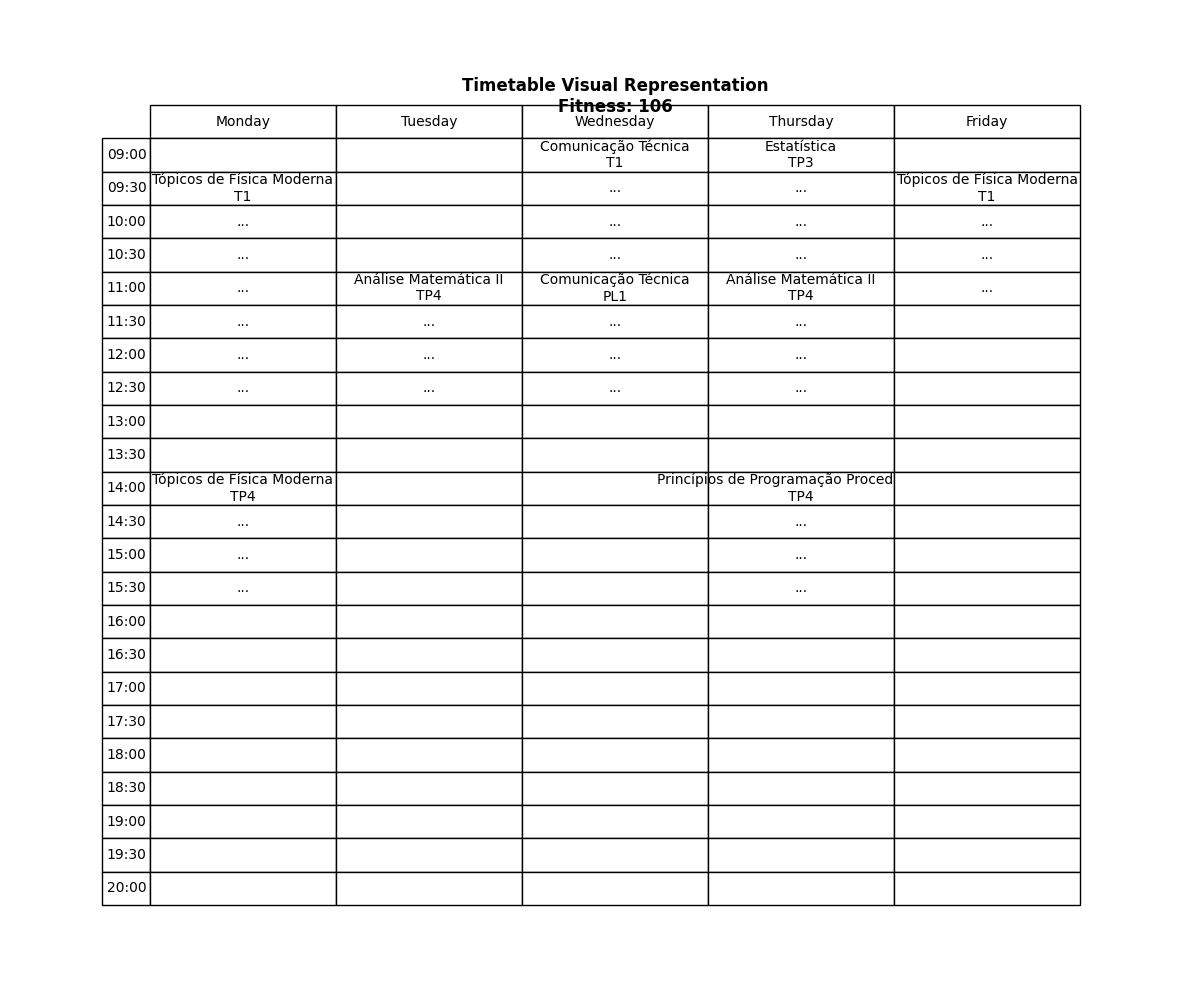 Timetable Visual Representation
Fitness: 106
Monday Tuesday Wednesday Thursday Friday
09:00 Comunicação Técnica T1 Estatística TP3
09:30 Tópicos de Física Moderna T1 ... ... Tópicos de Física Moderna T1
10:00 ... ... ... ...
10:30 ... ... ... ...
11:00 ... Análise Matemática II TP4 Comunicação Técnica PL1 Análise Matemática II TP4 ...
11:30 ... ... ... ...
12:00 ... ... ... ...
12:30 ... ... ... ...
13:00
13:30
14:00 Tópicos de Física Moderna TP4 Princípios de Programação Proced TP4
14:30 ... ...
15:00 ... ...
15:30 ... ...
16:00
16:30
17:00
17:30
18:00
18:30
19:00
19:30
20:00